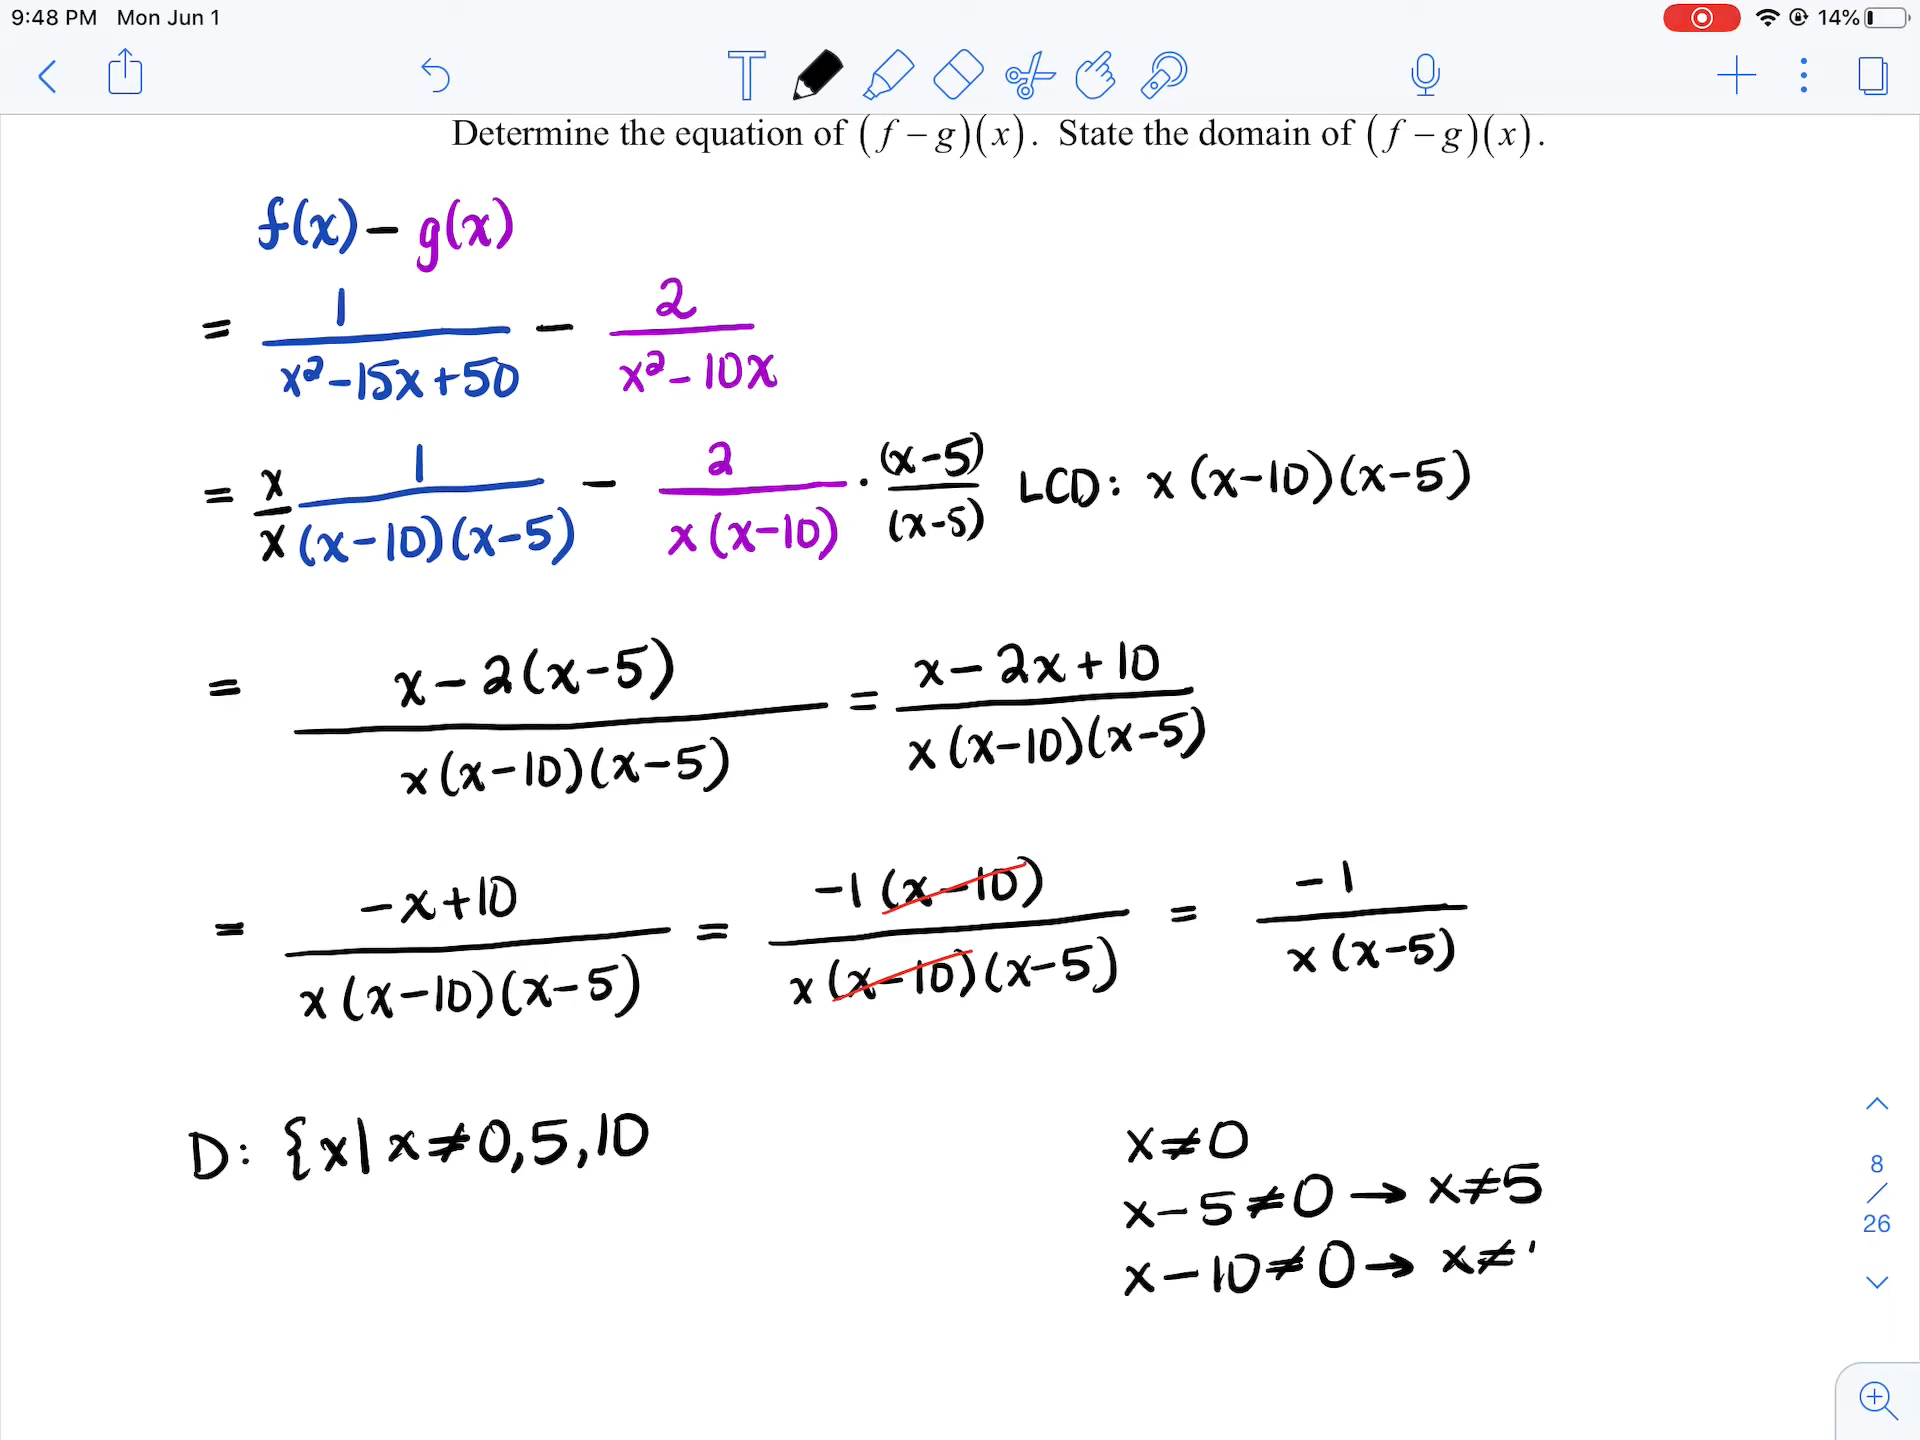 9:48 PM Mon Jun 1 14%
T
Determine the equation of (f – g)(x). State the domain of (f – g)(x).
f(x) – g(x)
= 1/(x² – 15x + 50) – 2/(x² – 10x)
= x/x 1/((x–10)(x–5)) – 2/(x(x–10)) · (x–5)/(x–5) LCD: x(x–10)(x–5)
= (x – 2(x–5))/(x(x–10)(x–5)) = (x – 2x + 10)/(x(x–10)(x–5))
= (–x+10)/(x(x–10)(x–5)) = (–1(x–10))/(x(x–10)(x–5)) = –1/(x(x–5))
D: {x| x≠0,5,10
x≠0
x–5≠0 → x≠5
x–10≠0 → x≠
8
/
26